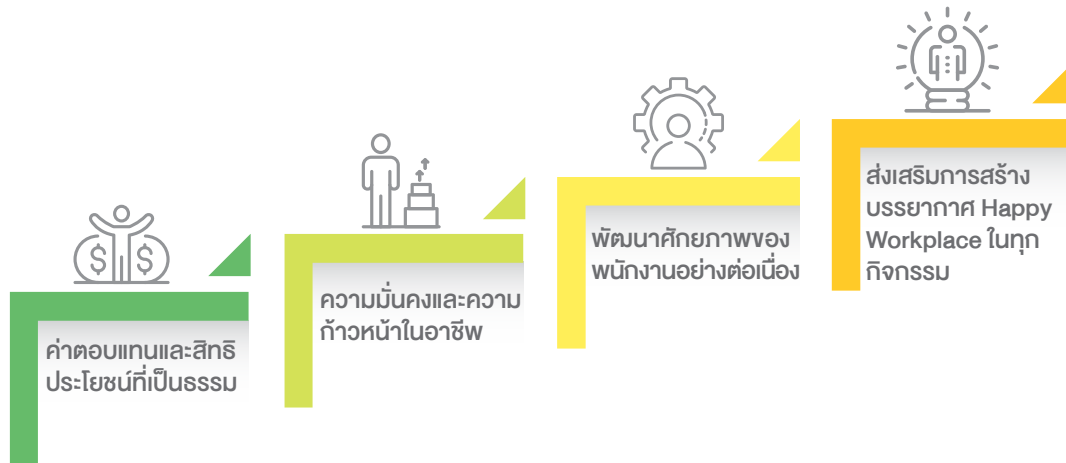 ค่าตอบแทนและสิทธิ
ประโยชน์ที่เป็นธรรม
ความมั่นคงและความ
ก้าวหน้าในอาชีพ
พัฒนาศักยภาพของ
พนักงานอย่างต่อเนื่อง
ส่งเสริมการสร้าง
บรรยากาศ Happy
Workplace ในทุก
กิจกรรม